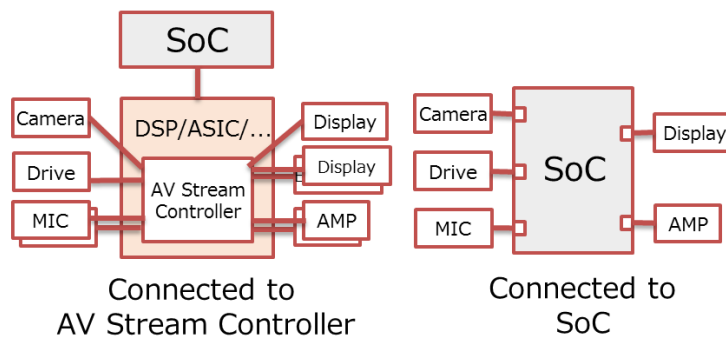 SoC
DSP/ASIC/...
Camera
Drive
MIC
AV Stream
Controller
Display
Display
AMP
Connected to
AV Stream Controller
Camera
Drive
MIC
SoC
Display
AMP
Connected to
SoC